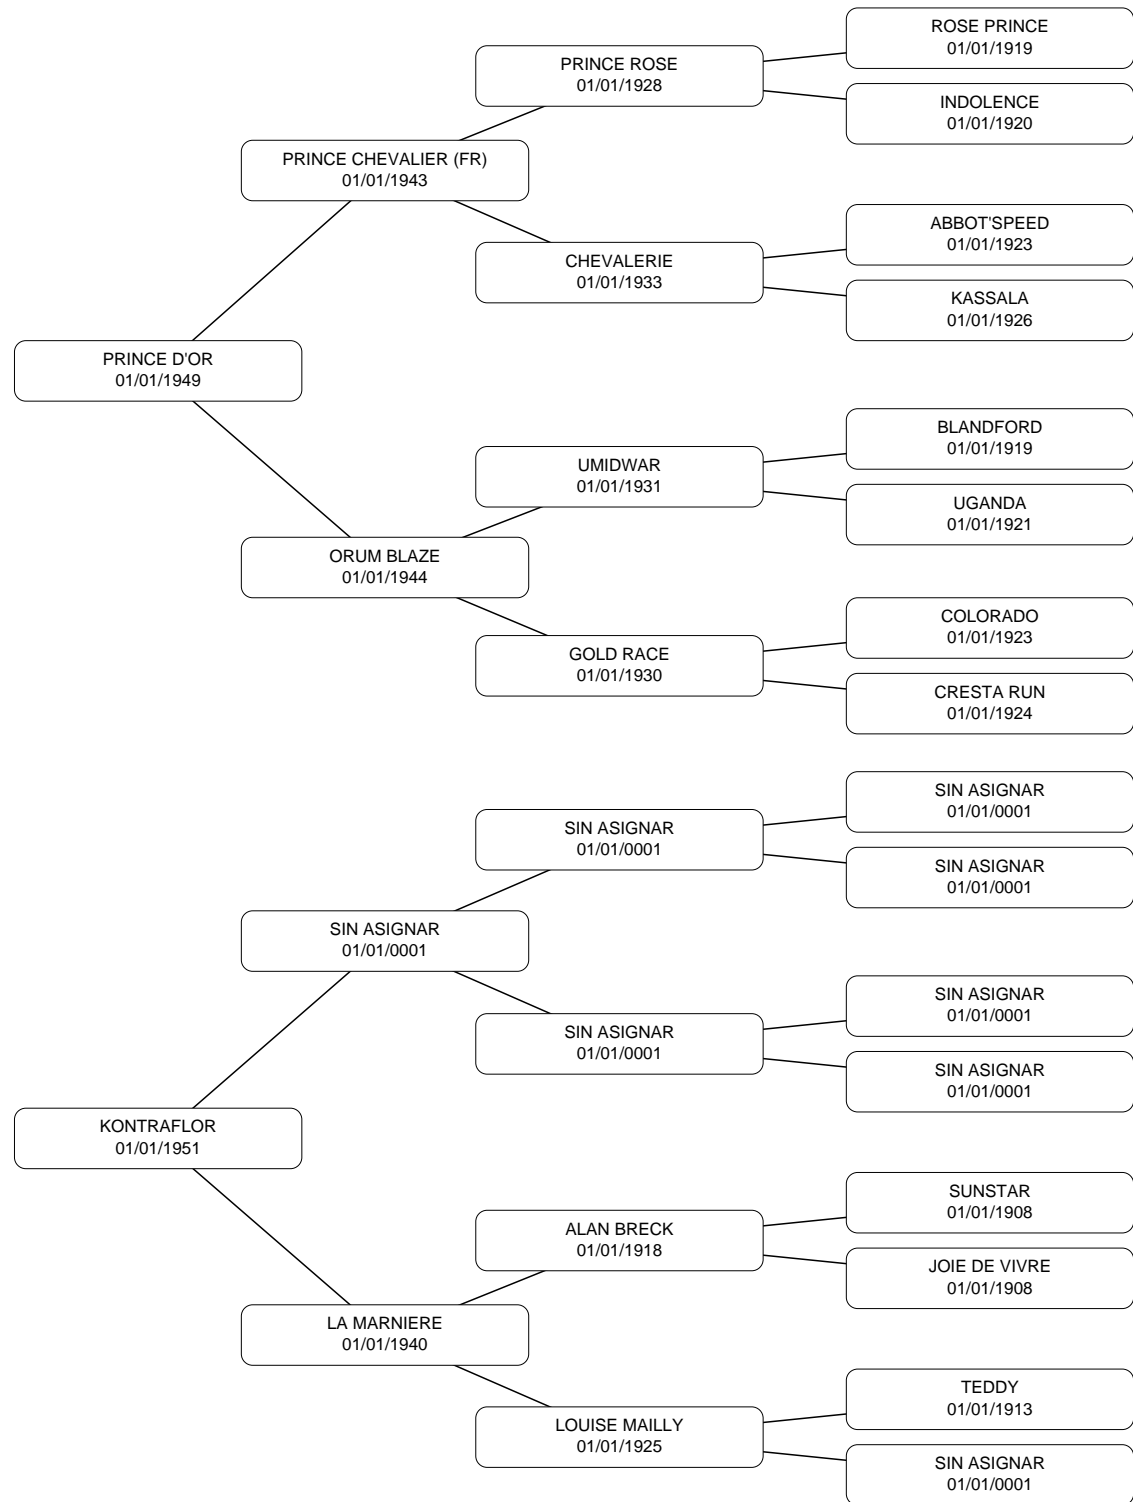 ROSE PRINCE
01/01/1919
PRINCE ROSE
01/01/1928
INDOLENCE
01/01/1920
PRINCE CHEVALIER (FR)
01/01/1943
ABBOT'SPEED
01/01/1923
CHEVALERIE
01/01/1933
KASSALA
01/01/1926
PRINCE D'OR
01/01/1949
BLANDFORD
01/01/1919
UMIDWAR
01/01/1931
UGANDA
01/01/1921
ORUM BLAZE
01/01/1944
COLORADO
01/01/1923
GOLD RACE
01/01/1930
CRESTA RUN
01/01/1924
SIN ASIGNAR
01/01/0001
SIN ASIGNAR
01/01/0001
SIN ASIGNAR
01/01/0001
SIN ASIGNAR
01/01/0001
SIN ASIGNAR
01/01/0001
SIN ASIGNAR
01/01/0001
SIN ASIGNAR
01/01/0001
KONTRAFLOR
01/01/1951
SUNSTAR
01/01/1908
ALAN BRECK
01/01/1918
JOIE DE VIVRE
01/01/1908
LA MARNIERE
01/01/1940
TEDDY
01/01/1913
LOUISE MAILLY
01/01/1925
SIN ASIGNAR
01/01/0001